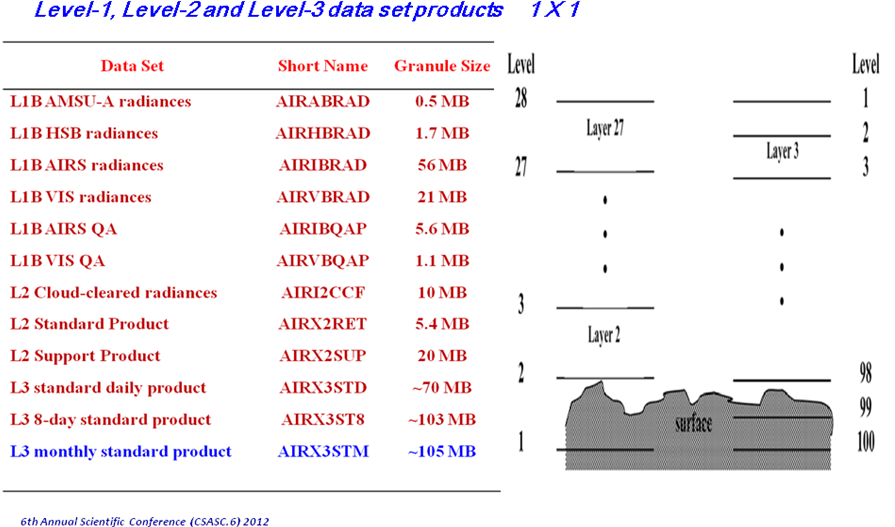 Level-1, Level-2 and Level-3 data set products 1 X 1
Data Set Short Name Granule Size
L1B AMSU-A radiances AIRABRAD 0.5 MB
L1B HSB radiances AIRHBRAD 1.7 MB
L1B AIRS radiances AIRIBRAD 56 MB
L1B VIS radiances AIRVBRAD 21 MB
L1B AIRS QA AIRIBQAP 5.6 MB
L1B VIS QA AIRVBQAP 1.1 MB
L2 Cloud-cleared radiances AIRI2CCF 10 MB
L2 Standard Product AIRX2RET 5.4 MB
L2 Support Product AIRX2SUP 20 MB
L3 standard daily product AIRX3STD ~70 MB
L3 8-day standard product AIRX3ST8 ~103 MB
L3 monthly standard product AIRX3STM ~105 MB
Level Level
28 1
Layer 27 2
Layer 3
27 3
3
Layer 2
2 98
99
surface
1 100
6th Annual Scientific Conference (CSASC.6) 2012